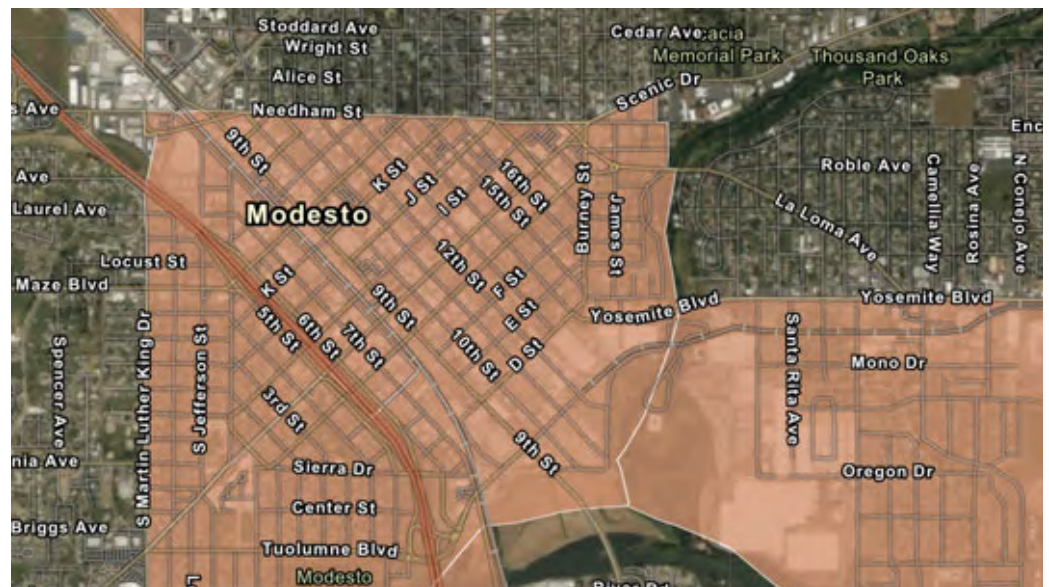 Stoddard Ave
Wright St
Cedar Ave
acacia
Memorial Park
Thousand Oaks
Park
Alice St
Scenic Dr
s Ave
Needham St
Enc
9th St
K St
J St
I St
16th St
15th St
Burney St
James St
Roble Ave
Camellia Way
Rosina Ave
N Conejo Ave
Ave
Laurel Ave
Modesto
La Loma Ave
Locust St
Maze Blvd
K St
12th St
F St
E St
D St
9th St
10th St
Yosemite Blvd
Yosemite Blvd
5th St
6th St
7th St
Spencer Ave
S Martin Luther King Dr
S Jefferson St
Santa Rita Ave
Mono Dr
3rd St
9th St
nia Ave
Sierra Dr
Oregon Dr
Center St
Briggs Ave
Tuolumne Blvd
Modesto
River Rd